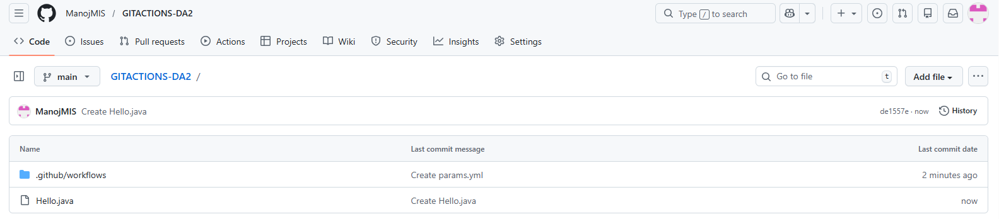 ManojMIS / GITACTIONS-DA2 Type / to search
Code Issues Pull requests Actions Projects Wiki Security Insights Settings
main GITACTIONS-DA2 / Go to file t Add file
ManojMIS Create Hello.java de1557e · now History
Name Last commit message Last commit date
.github/workflows Create params.yml 2 minutes ago
Hello.java Create Hello.java now